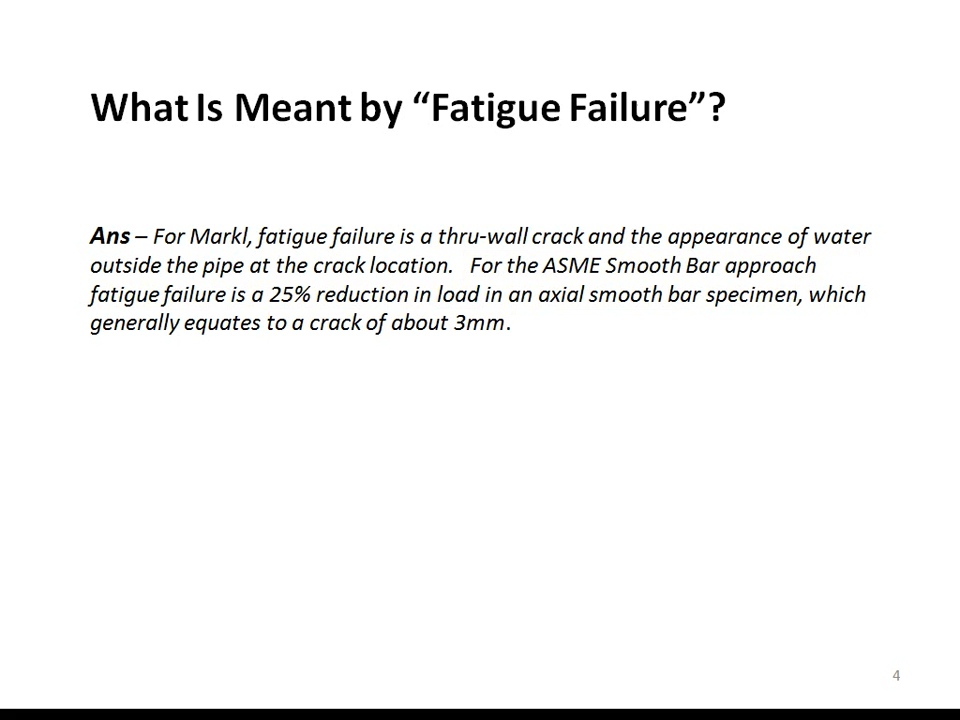 What Is Meant by “Fatigue Failure”?
Ans – For Markl, fatigue failure is a thru-wall crack and the appearance of water
outside the pipe at the crack location. For the ASME Smooth Bar approach
fatigue failure is a 25% reduction in load in an axial smooth bar specimen, which
generally equates to a crack of about 3mm.
4